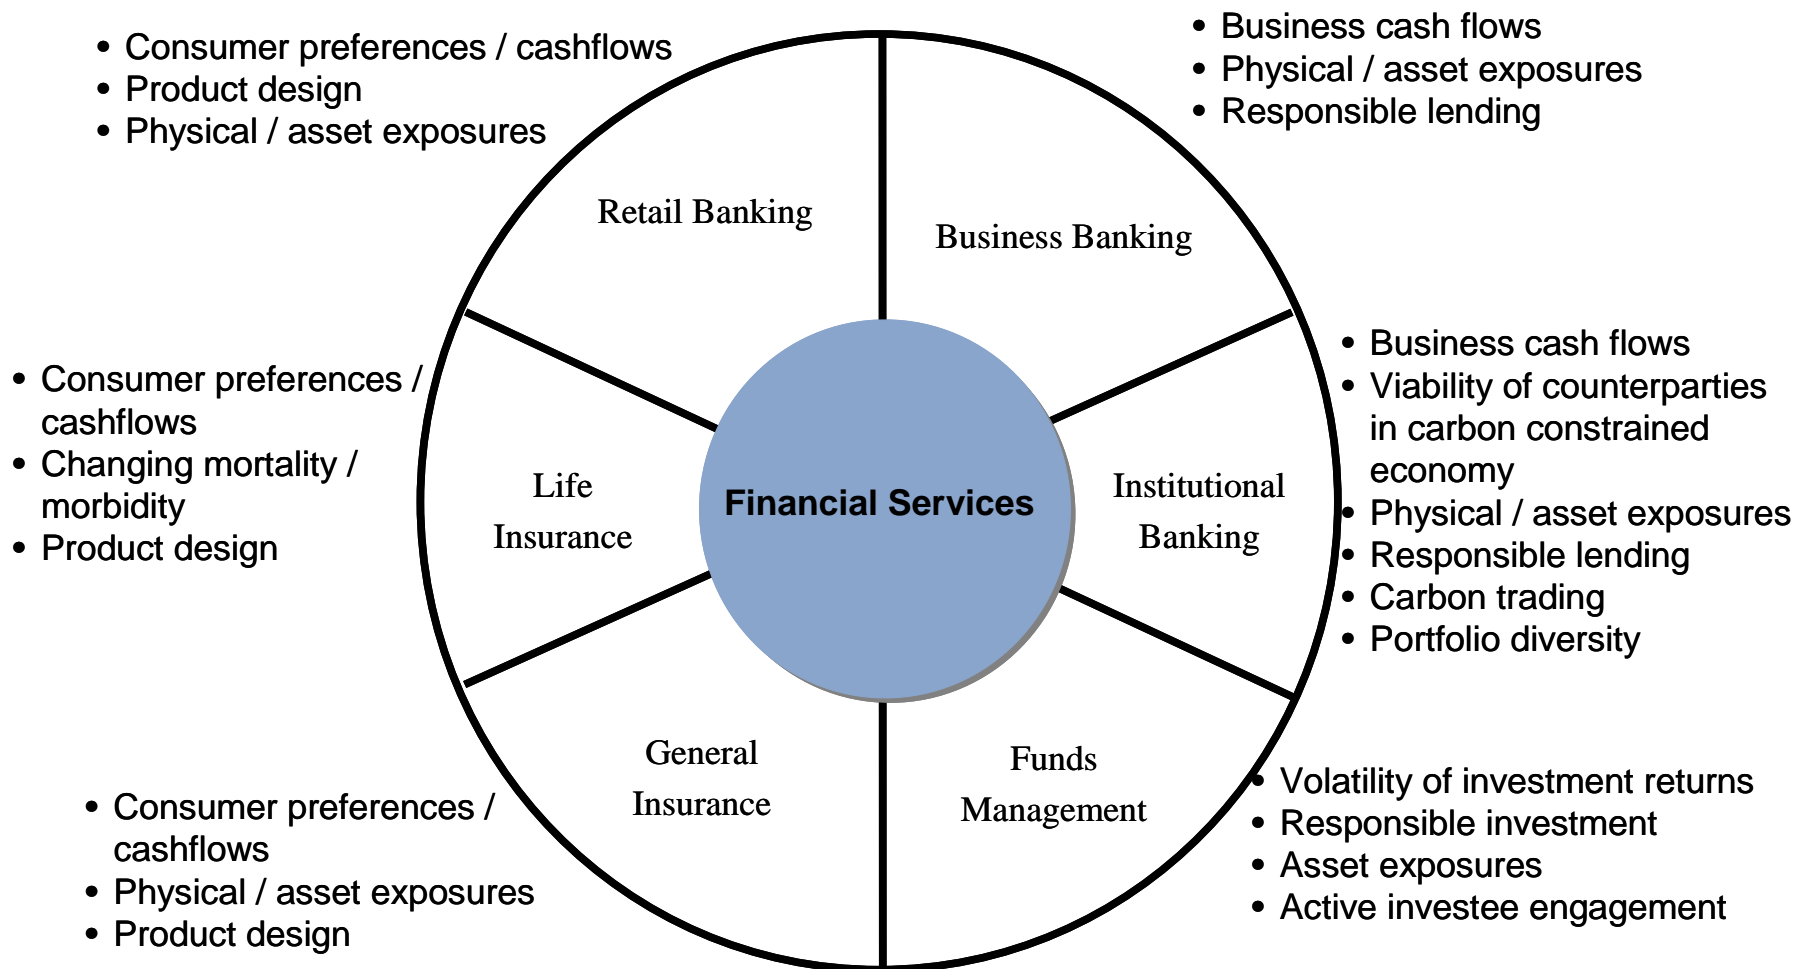 • Consumer preferences / cashflows
• Product design
• Physical / asset exposures
• Business cash flows
• Physical / asset exposures
• Responsible lending
Retail Banking
Business Banking
• Consumer preferences /
cashflows
• Changing mortality /
morbidity
• Product design
Life
Insurance
Financial Services
Institutional
Banking
• Business cash flows
• Viability of counterparties
in carbon constrained
economy
• Physical / asset exposures
• Responsible lending
• Carbon trading
• Portfolio diversity
General
Insurance
Funds
Management
• Consumer preferences /
cashflows
• Physical / asset exposures
• Product design
• Volatility of investment returns
• Responsible investment
• Asset exposures
• Active investee engagement